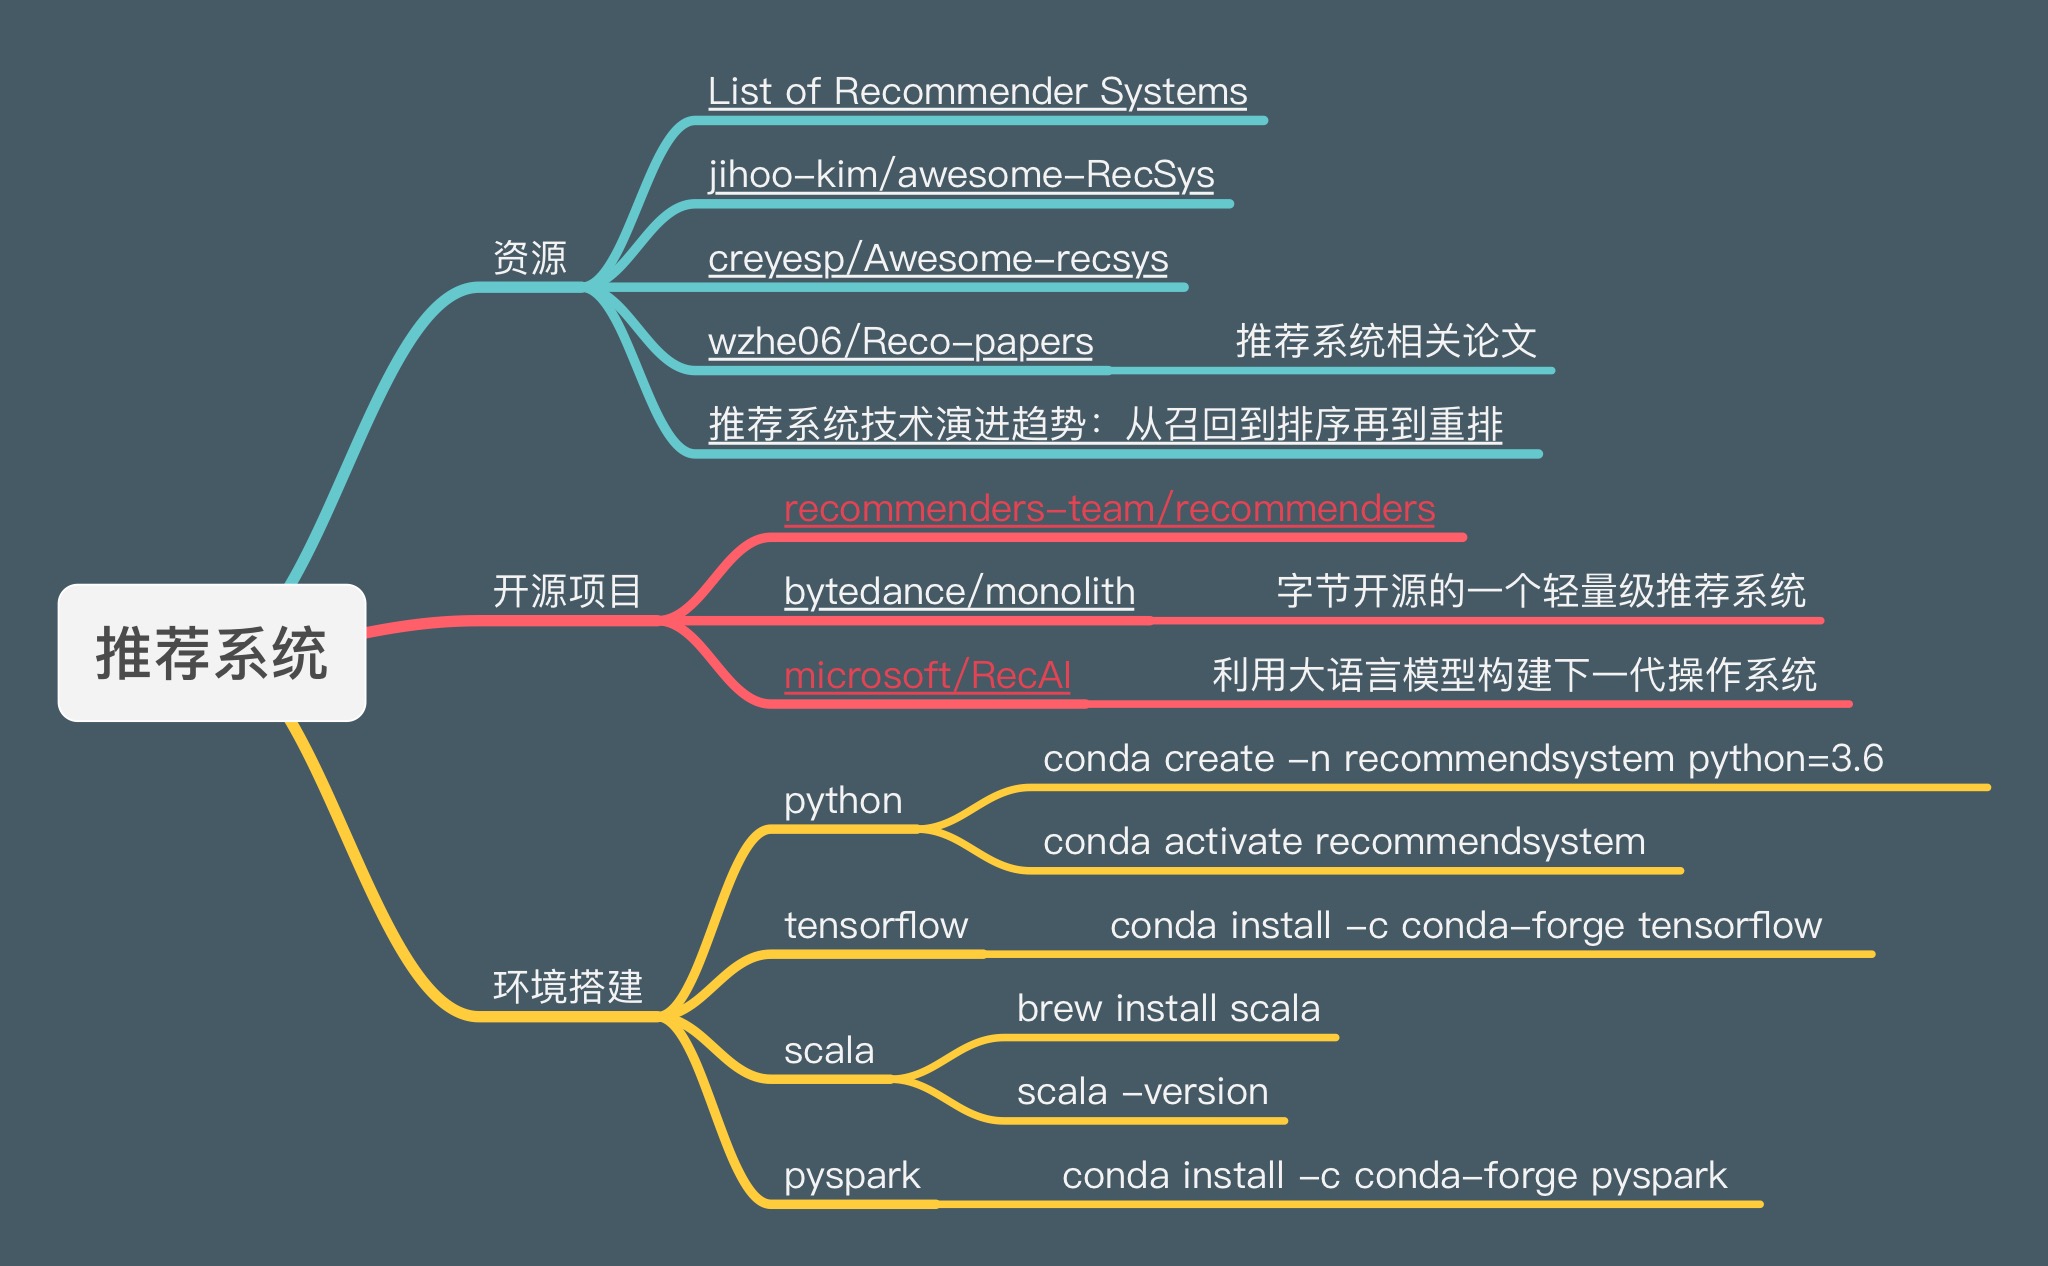 推荐系统
资源
List of Recommender Systems
jihoo-kim/awesome-RecSys
creyesp/Awesome-recsys
wzhe06/Reco-papers
推荐系统相关论文
推荐系统技术演进趋势：从召回到排序再到重排
开源项目
recommenders-team/recommenders
bytedance/monolith
字节开源的一个轻量级推荐系统
microsoft/RecAI
利用大语言模型构建下一代操作系统
环境搭建
python
conda create -n recommendsystem python=3.6
conda activate recommendsystem
tensorflow
conda install -c conda-forge tensorflow
scala
brew install scala
scala -version
pyspark
conda install -c conda-forge pyspark